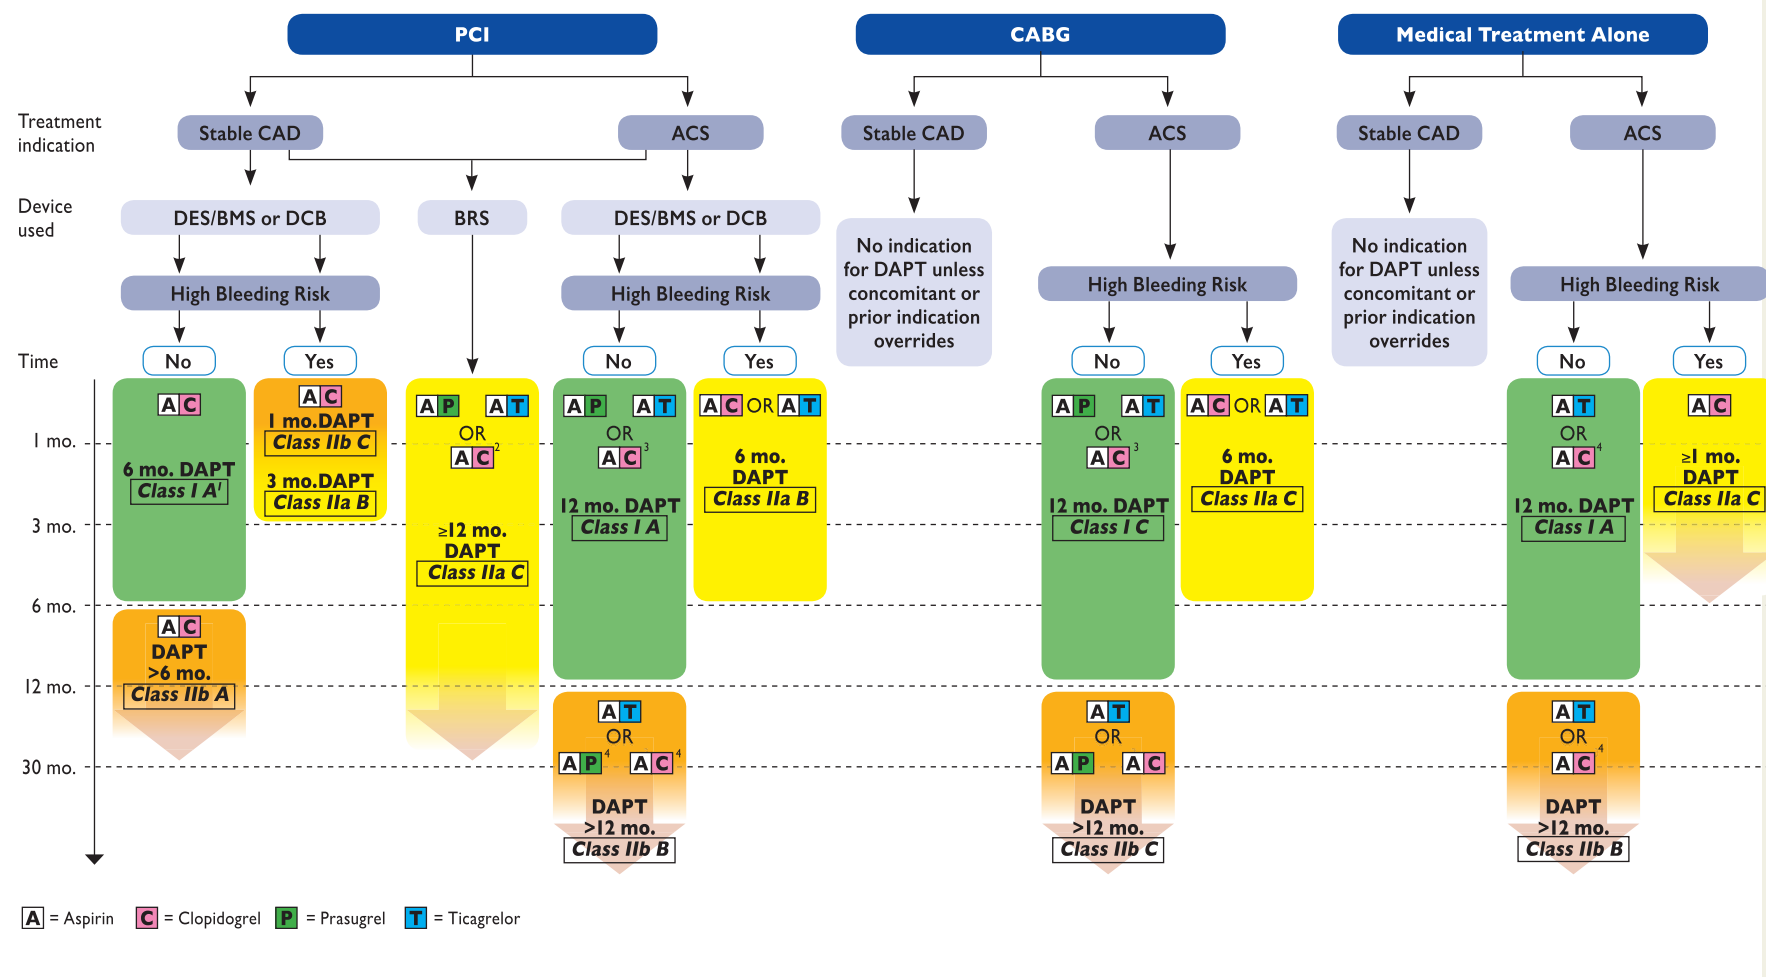 PCI
CABG
Medical Treatment Alone
Treatment
indication
Stable CAD
ACS
Stable CAD
ACS
Stable CAD
ACS
Device
used
DES/BMS or DCB
BRS
DES/BMS or DCB
No indication
for DAPT unless
concomitant or
prior indication
overrides
No indication
for DAPT unless
concomitant or
prior indication
overrides
High Bleeding Risk
High Bleeding Risk
High Bleeding Risk
High Bleeding Risk
Time
No
Yes
No
Yes
No
Yes
No
Yes
1 mo.
3 mo.
6 mo.
12 mo.
30 mo.
A C
6 mo. DAPT
Class I A¹
A C
DAPT
>6 mo.
Class IIb A
A C
1 mo.DAPT
Class IIb C
3 mo.DAPT
Class IIa B
A P A T
OR
A C ²
≥12 mo.
DAPT
Class IIa C
A P A T
OR
A C ³
12 mo. DAPT
Class I A
A T
OR
A P ⁴ A C ⁴
DAPT
>12 mo.
Class IIb B
A C OR A T
6 mo.
DAPT
Class IIa B
A P A T
OR
A C ³
12 mo. DAPT
Class I C
A T
OR
A P A C
DAPT
>12 mo.
Class IIb C
A C OR A T
6 mo.
DAPT
Class IIa C
A T
OR
A C ⁴
12 mo. DAPT
Class I A
A T
OR
A C ⁴
DAPT
>12 mo.
Class IIb B
A C
≥1 mo.
DAPT
Class IIa C
A = Aspirin C = Clopidogrel P = Prasugrel T = Ticagrelor